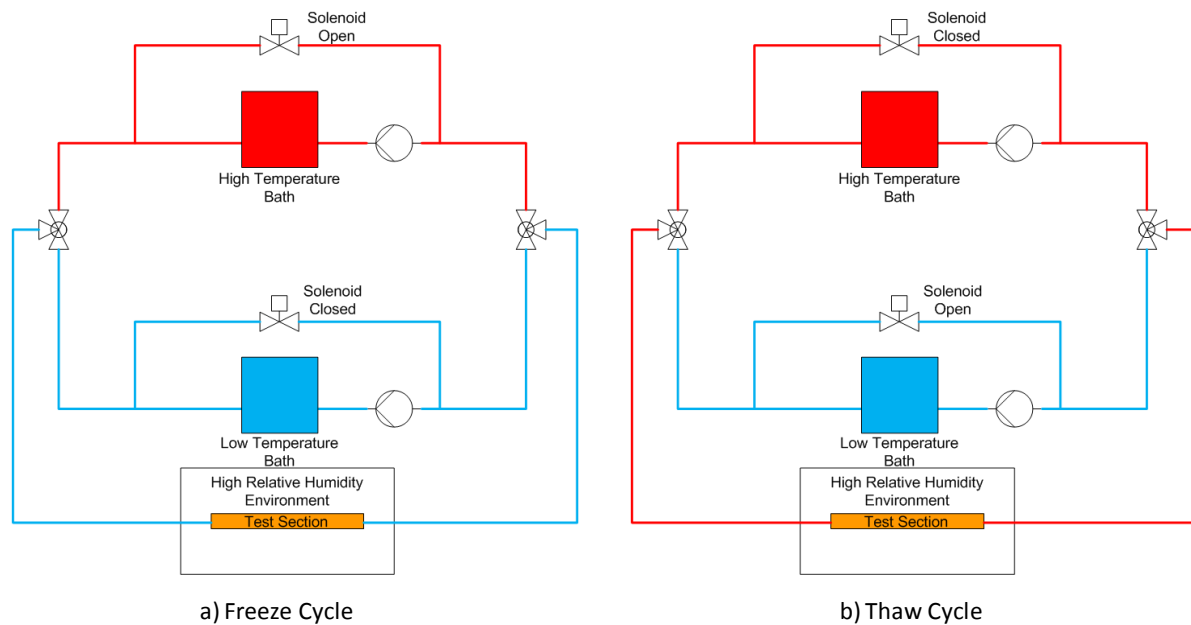 Solenoid
Open
High Temperature
Bath
Solenoid
Closed
Low Temperature
Bath
High Relative Humidity
Environment
Test Section
a) Freeze Cycle
Solenoid
Closed
High Temperature
Bath
Solenoid
Open
Low Temperature
Bath
High Relative Humidity
Environment
Test Section
b) Thaw Cycle